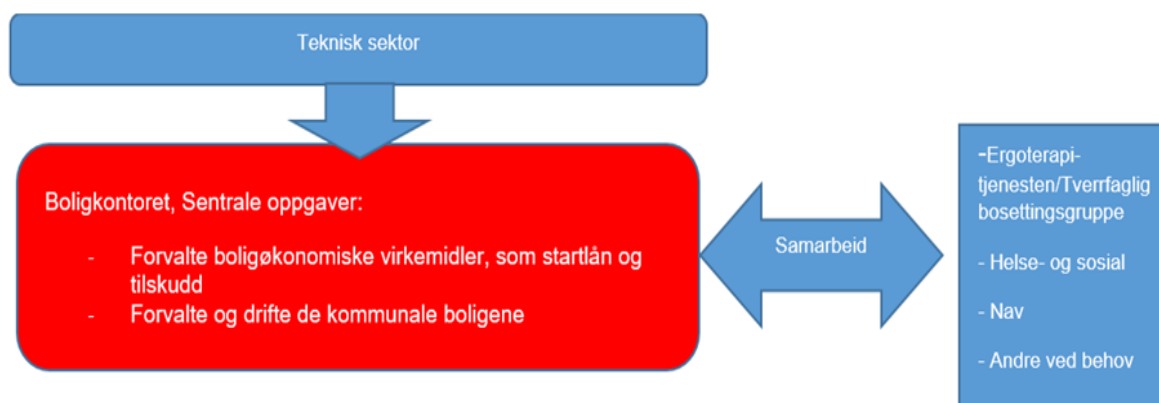 Teknisk sektor
Boligkontoret, Sentrale oppgaver:
- Forvalte boligøkonomiske virkemidler, som startlån og
tilskudd
- Forvalte og drifte de kommunale boligene
Samarbeid
-Ergoterapi-
tjenesten/Tverrfaglig
bosettingsgruppe
- Helse- og sosial
- Nav
- Andre ved behov